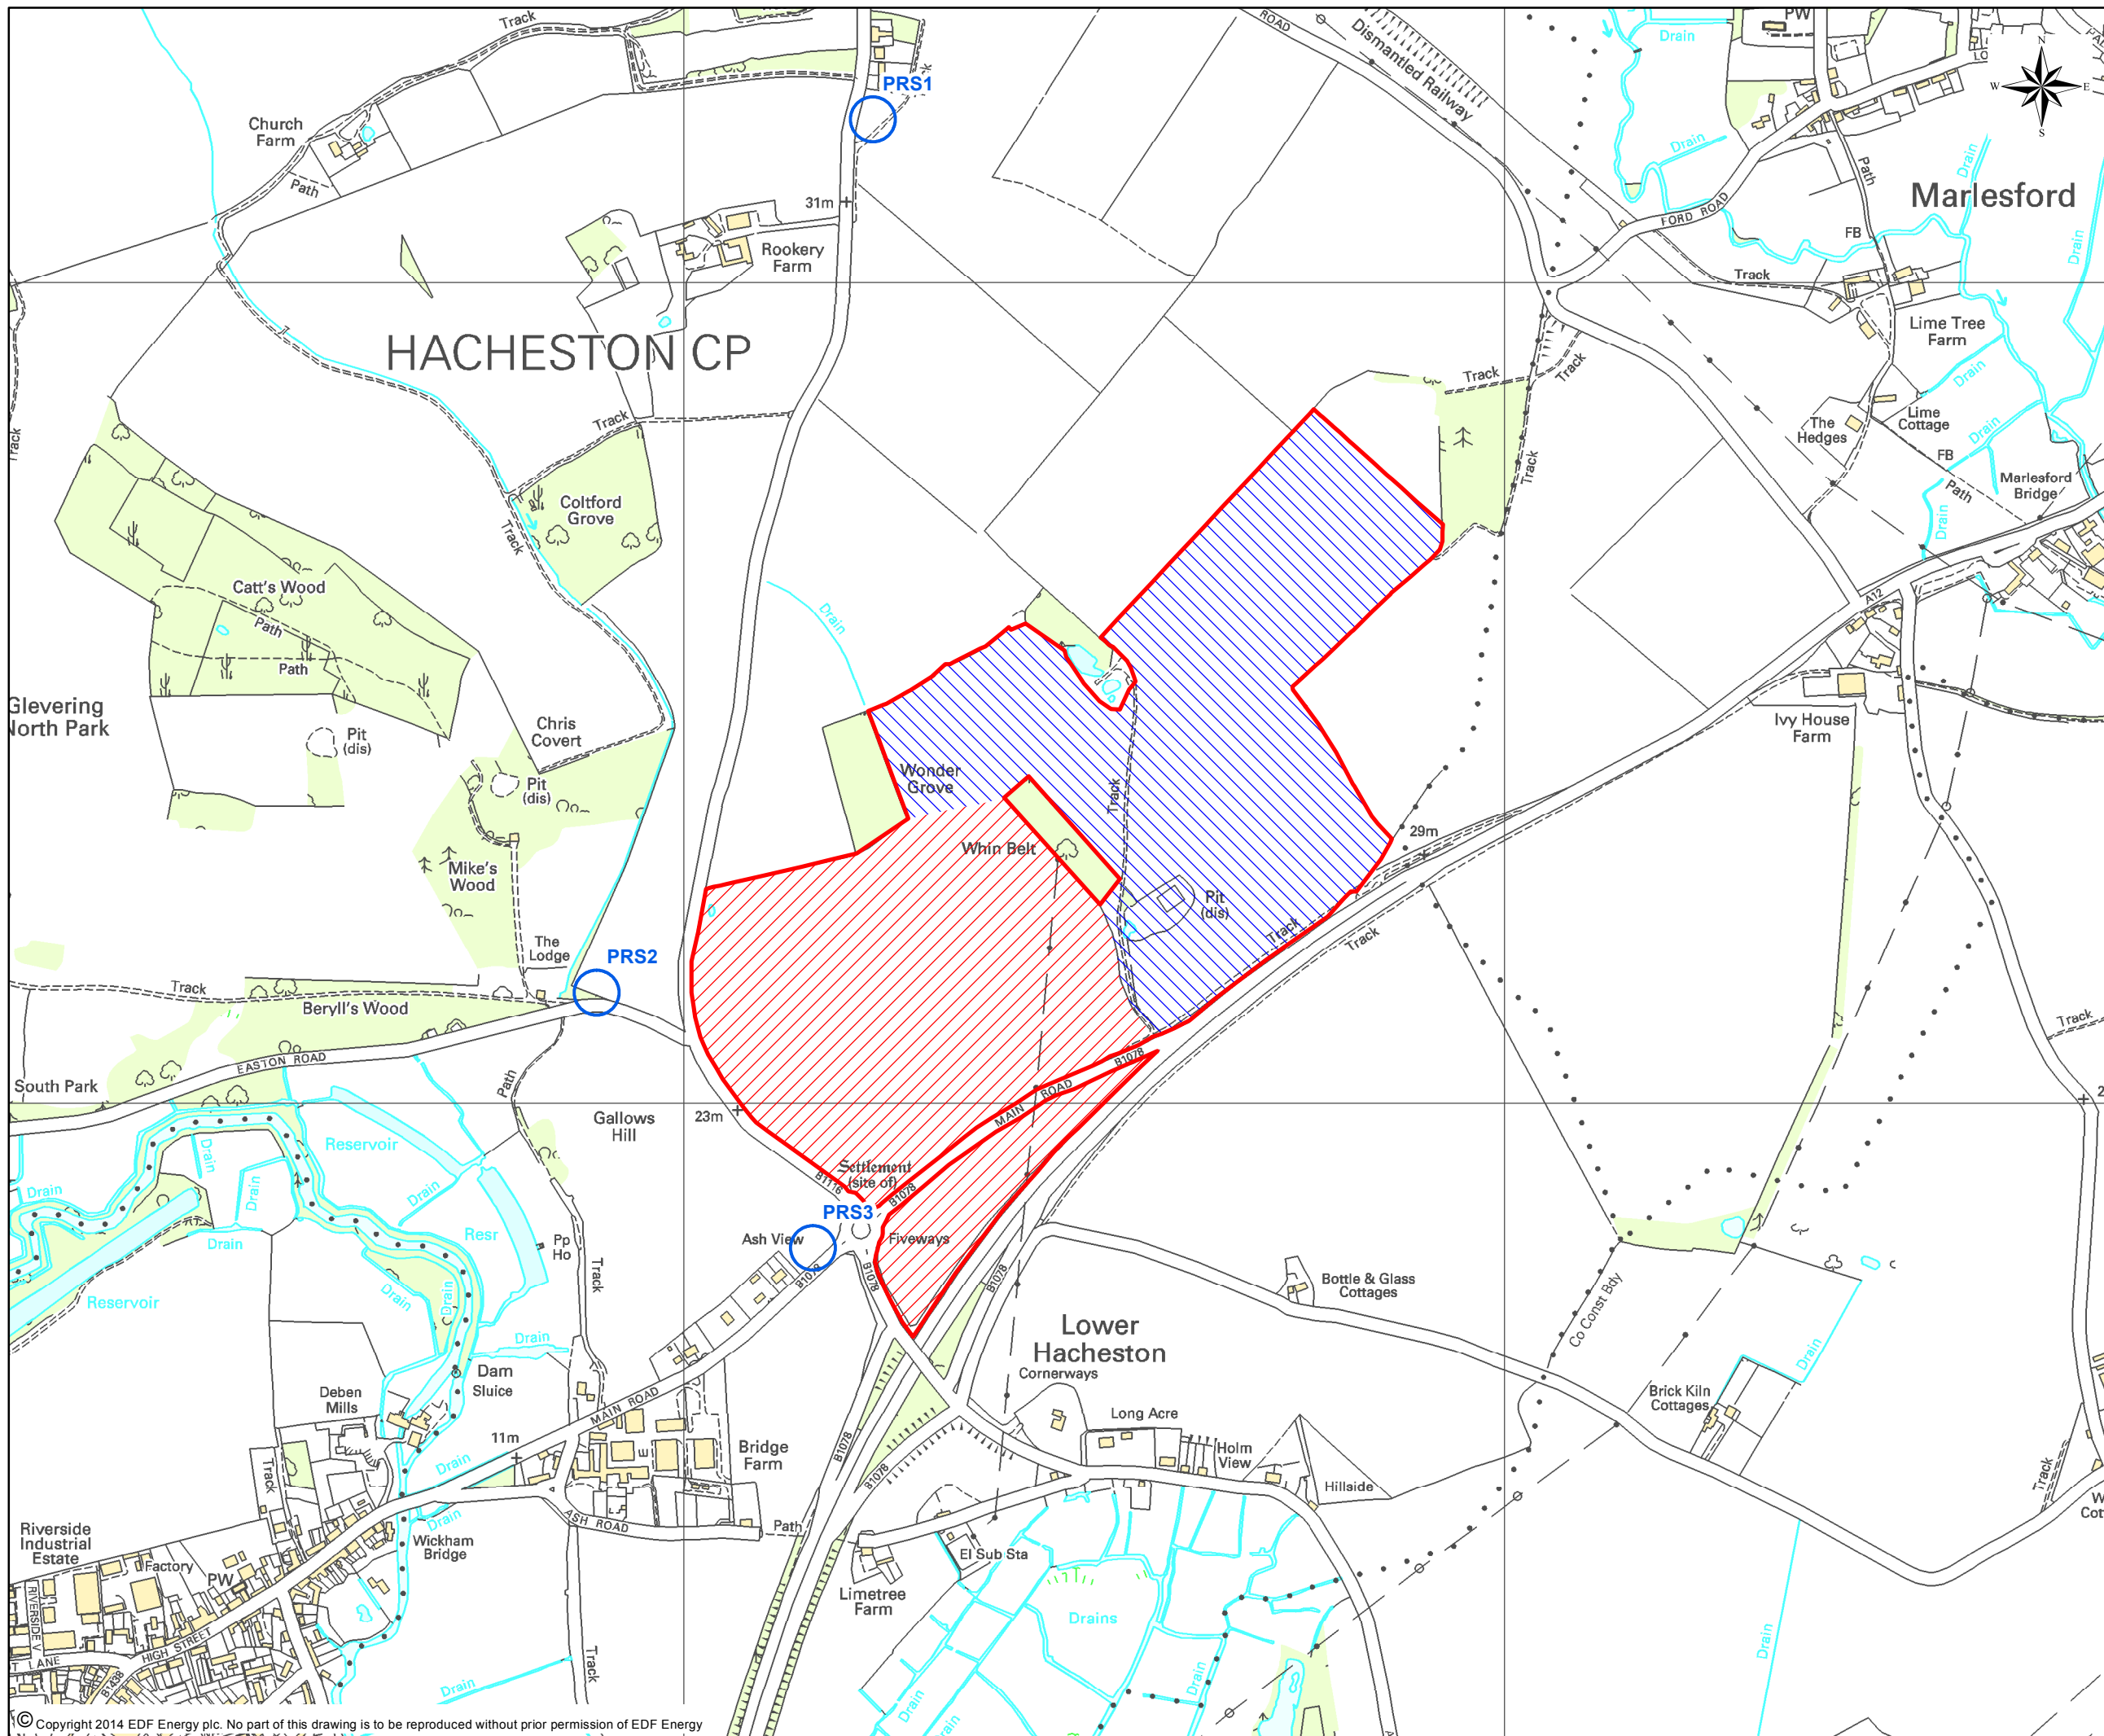 Track
PW
Drain
ROAD
Dismantled Railway
PRS1
N
W
E
S
Church
Farm
Path
Drain
Path
Drain
Marlesford
31m
FORD ROAD
FB
Drain
Rookery
Farm
Track
HACHESTON CP
Lime Tree
Farm
Track
Track
Drain
Track
Track
The
Hedges
Lime
Cottage
Drain
Track
FB
Path
Marlesford
Bridge
Coltford
Grove
Track
Drain
Catt's Wood
Path
Path
Drain
A12
Glevering
North Park
Pit
(dis)
Chris
Covert
Ivy House
Farm
Wonder
Grove
Pit
(dis)
Track
29m
Whin Belt
Mike's
Wood
Pit
(dis)
The
Lodge
PRS2
Track
Track
Track
Beryll's Wood
Track
EASTON ROAD
South Park
Path
B1078
MAIN ROAD
23m
Gallows
Hill
Reservoir
Drain
Settlement
(site of)
B1116
B1078
Drain
Drain
Drain
PRS3
Ash View
Fiveways
Resr
Pp
Ho
Drain
B1078
B1078
B1078
Track
Bottle & Glass
Cottages
Reservoir
Drain
Drain
Co Const Bdy
Lower
Hacheston
Drain
Drain
Dam
Sluice
Cornerways
Deben
Mills
Brick Kiln
Cottages
MAIN ROAD
Long Acre
11m
Bridge
Farm
B1078
Holm
View
Drain
Track
B1078
Hillside
Track
Drain
ASH ROAD
Path
Riverside
Industrial
Estate
Wickham
Bridge
El Sub Sta
Factory
PW
Limetree
Farm
Drains
RIVERSIDE V
HIGH STREET
Drain
LANE
B1438
Track
Drain
Drain
Drain
© Copyright 2014 EDF Energy plc. No part of this drawing is to be reproduced without prior permission of EDF Energy